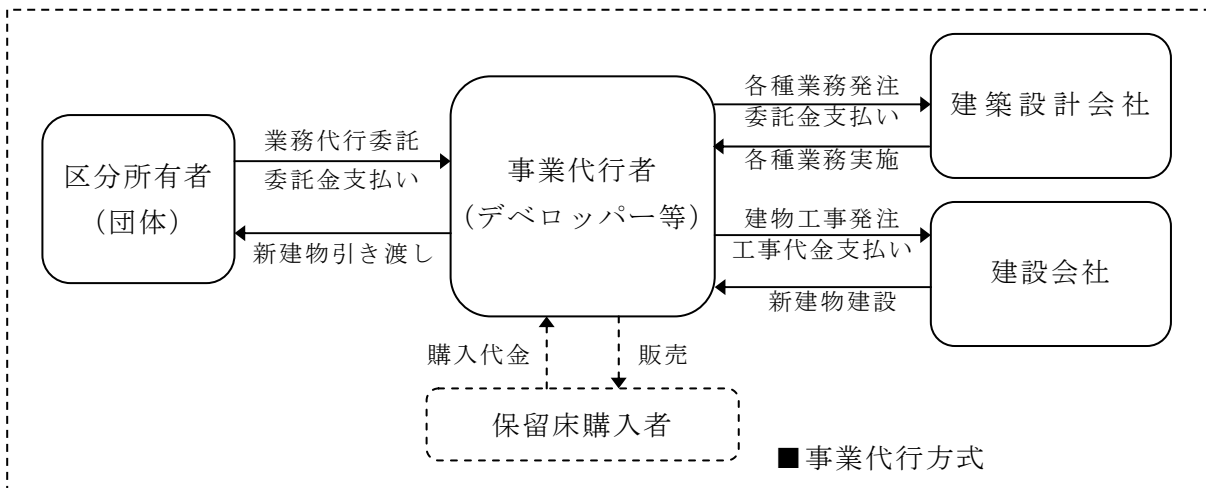 区分所有者
(団体)
業務代行委託
委託金支払い
新建物引き渡し
事業代行者
(デベロッパー等)
各種業務発注
委託金支払い
各種業務実施
建築設計会社
建物工事発注
工事代金支払い
新建物建設
建設会社
購入代金
販売
保留床購入者
■事業代行方式